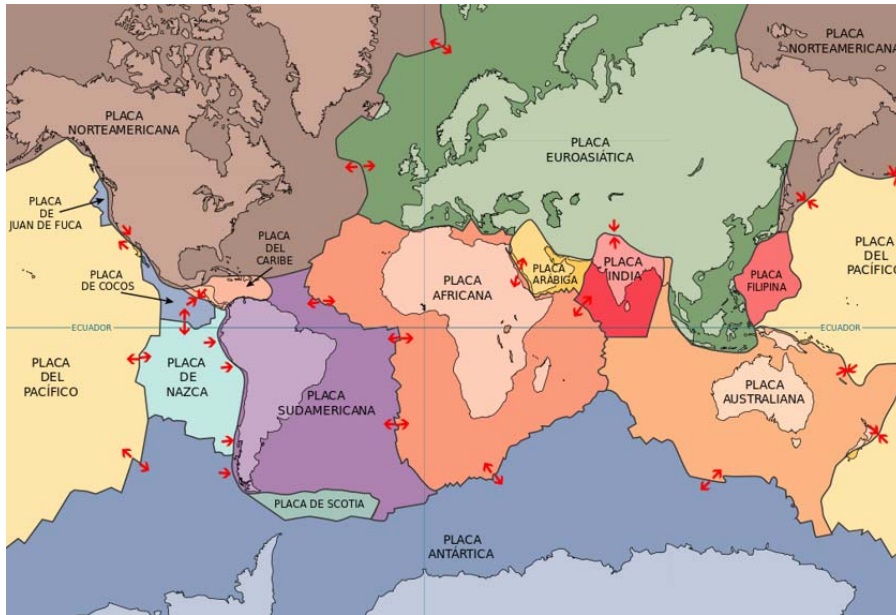 PLACA
NORTEAMERICANA
PLACA
NORTEAMERICANA
PLACA
EUROASIÁTICA
PLACA
DE
JUAN DE FUCA
PLACA
DEL
CARIBE
PLACA
DE COCOS
PLACA
AFRICANA
PLACA
ARÁBIGA
PLACA
INDIA
PLACA
FILIPINA
PLACA
DEL
PACÍFICO
ECUADOR
ECUADOR
PLACA
DEL
PACÍFICO
PLACA
DE
NAZCA
PLACA
SUDAMERICANA
PLACA
AUSTRALIANA
PLACA DE SCOTIA
PLACA
ANTÁRTICA